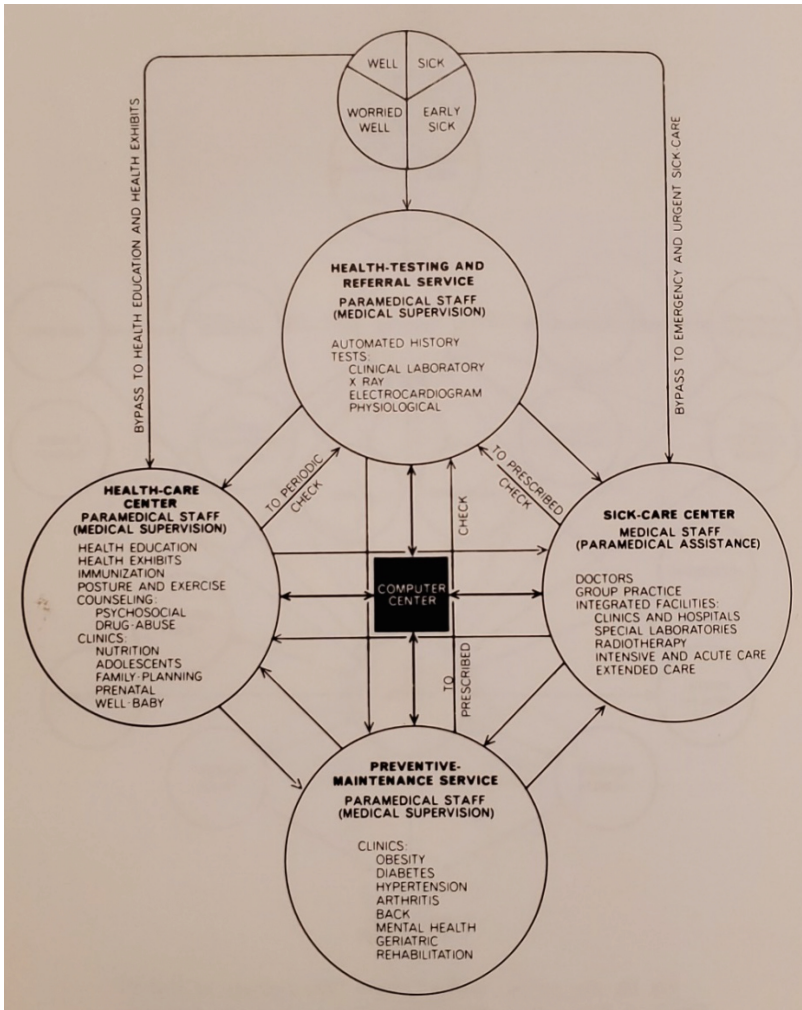 WELL
SICK
WORRIED
WELL
EARLY
SICK
BYPASS TO HEALTH EDUCATION AND HEALTH EXHIBITS
BYPASS TO EMERGENCY AND URGENT SICK-CARE
HEALTH-TESTING AND
REFERRAL SERVICE
PARAMEDICAL STAFF
(MEDICAL SUPERVISION)
AUTOMATED HISTORY
TESTS:
CLINICAL LABORATORY
X RAY
ELECTROCARDIOGRAM
PHYSIOLOGICAL
TO PERIODIC
CHECK
TO PRESCRIBED
CHECK
HEALTH-CARE
CENTER
PARAMEDICAL STAFF
(MEDICAL SUPERVISION)
HEALTH EDUCATION
HEALTH EXHIBITS
IMMUNIZATION
POSTURE AND EXERCISE
COUNSELING:
PSYCHOSOCIAL
DRUG-ABUSE
CLINICS:
NUTRITION
ADOLESCENTS
FAMILY-PLANNING
PRENATAL
WELL-BABY
COMPUTER
CENTER
TO
PRESCRIBED
CHECK
SICK-CARE CENTER
MEDICAL STAFF
(PARAMEDICAL ASSISTANCE)
DOCTORS
GROUP PRACTICE
INTEGRATED FACILITIES:
CLINICS AND HOSPITALS
SPECIAL LABORATORIES
RADIOTHERAPY
INTENSIVE AND ACUTE CARE
EXTENDED CARE
PREVENTIVE-
MAINTENANCE SERVICE
PARAMEDICAL STAFF
(MEDICAL SUPERVISION)
CLINICS:
OBESITY
DIABETES
HYPERTENSION
ARTHRITIS
BACK
MENTAL HEALTH
GERIATRIC
REHABILITATION